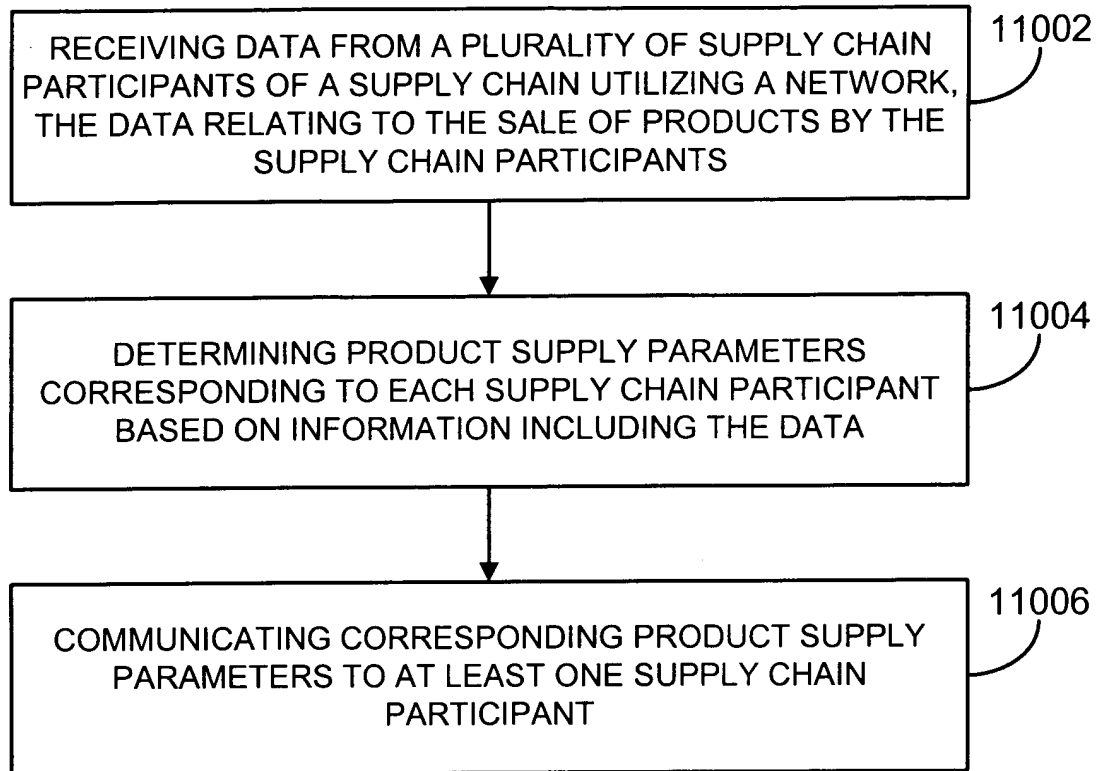 RECEIVING DATA FROM A PLURALITY OF SUPPLY CHAIN
PARTICIPANTS OF A SUPPLY CHAIN UTILIZING A NETWORK,
THE DATA RELATING TO THE SALE OF PRODUCTS BY THE
SUPPLY CHAIN PARTICIPANTS
11002
DETERMINING PRODUCT SUPPLY PARAMETERS
CORRESPONDING TO EACH SUPPLY CHAIN PARTICIPANT
BASED ON INFORMATION INCLUDING THE DATA
11004
COMMUNICATING CORRESPONDING PRODUCT SUPPLY
PARAMETERS TO AT LEAST ONE SUPPLY CHAIN
PARTICIPANT
11006